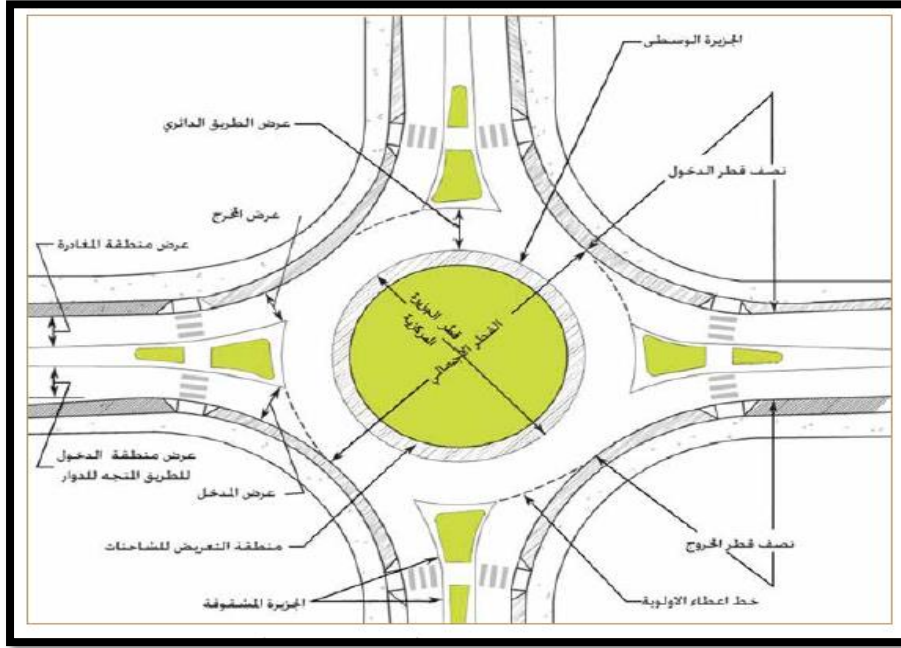 الجزيرة الوسطى
عرض الطريق الدائري
نصف قطر الدخول
عرض المخرج
عرض منطقة المغادرة
قطر الجزيرة
المركزية
القطر الاجمالي
عرض منطقة الدخول
للطريق المتجه للدوار
عرض المدخل
منطقة التعريض للشاحنات
نصف قطر الخروج
الجزيرة المشقوفة
خط اعطاء الاولوية